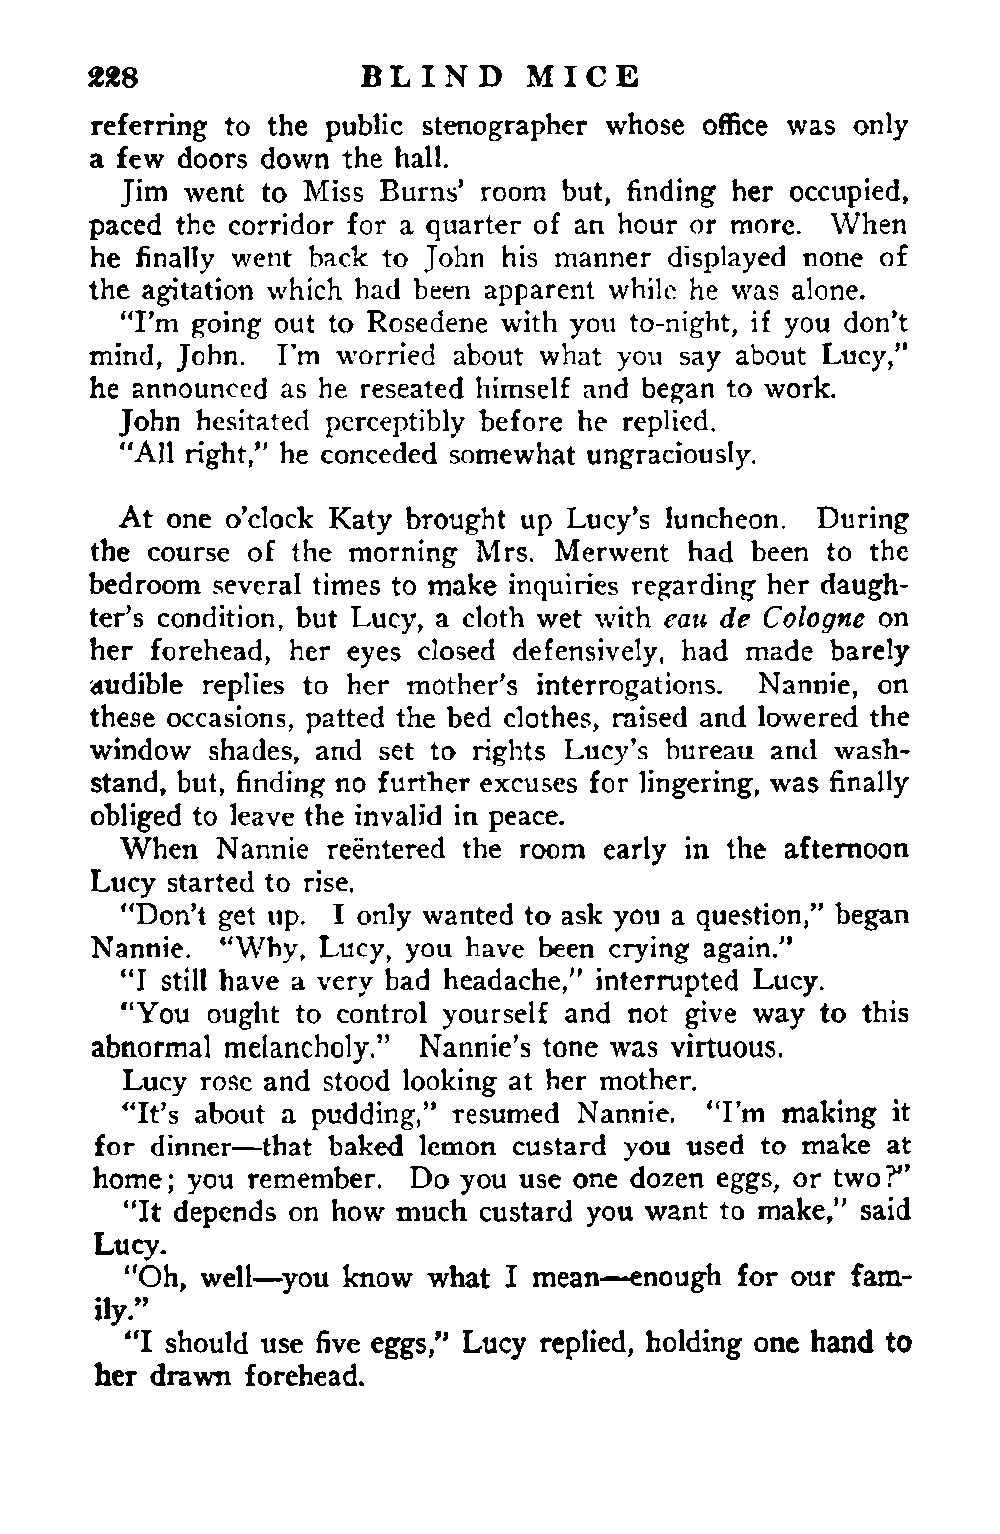 228 BLIND MICE
referring to the public stenographer whose office was only
a few doors down the hall.
Jim went to Miss Burns' room but, finding her occupied,
paced the corridor for a quarter of an hour or more. When
he finally went back to John his manner displayed none of
the agitation which had been apparent while he was alone.
"I'm going out to Rosedene with you to-night, if you don't
mind, John. I'm worried about what you say about Lucy,"
he announced as he reseated himself and began to work.
John hesitated perceptibly before he replied.
"All right," he conceded somewhat ungraciously.
At one o'clock Katy brought up Lucy's luncheon. During
the course of the morning Mrs. Merwent had been to the
bedroom several times to make inquiries regarding her daugh-
ter's condition, but Lucy, a cloth wet with eau de Cologne on
her forehead, her eyes closed defensively, had made barely
audible replies to her mother's interrogations. Nannie, on
these occasions, patted the bed clothes, raised and lowered the
window shades, and set to rights Lucy's bureau and wash-
stand, but, finding no further excuses for lingering, was finally
obliged to leave the invalid in peace.
When Nannie reëntered the room early in the afternoon
Lucy started to rise.
"Don't get up. I only wanted to ask you a question," began
Nannie. "Why, Lucy, you have been crying again."
"I still have a very bad headache," interrupted Lucy.
"You ought to control yourself and not give way to this
abnormal melancholy." Nannie's tone was virtuous.
Lucy rose and stood looking at her mother.
"It's about a pudding," resumed Nannie. "I'm making it
for dinner—that baked lemon custard you used to make at
home; you remember. Do you use one dozen eggs, or two?"
"It depends on how much custard you want to make," said
Lucy.
"Oh, well—you know what I mean—enough for our fam-
ily."
"I should use five eggs," Lucy replied, holding one hand to
her drawn forehead.